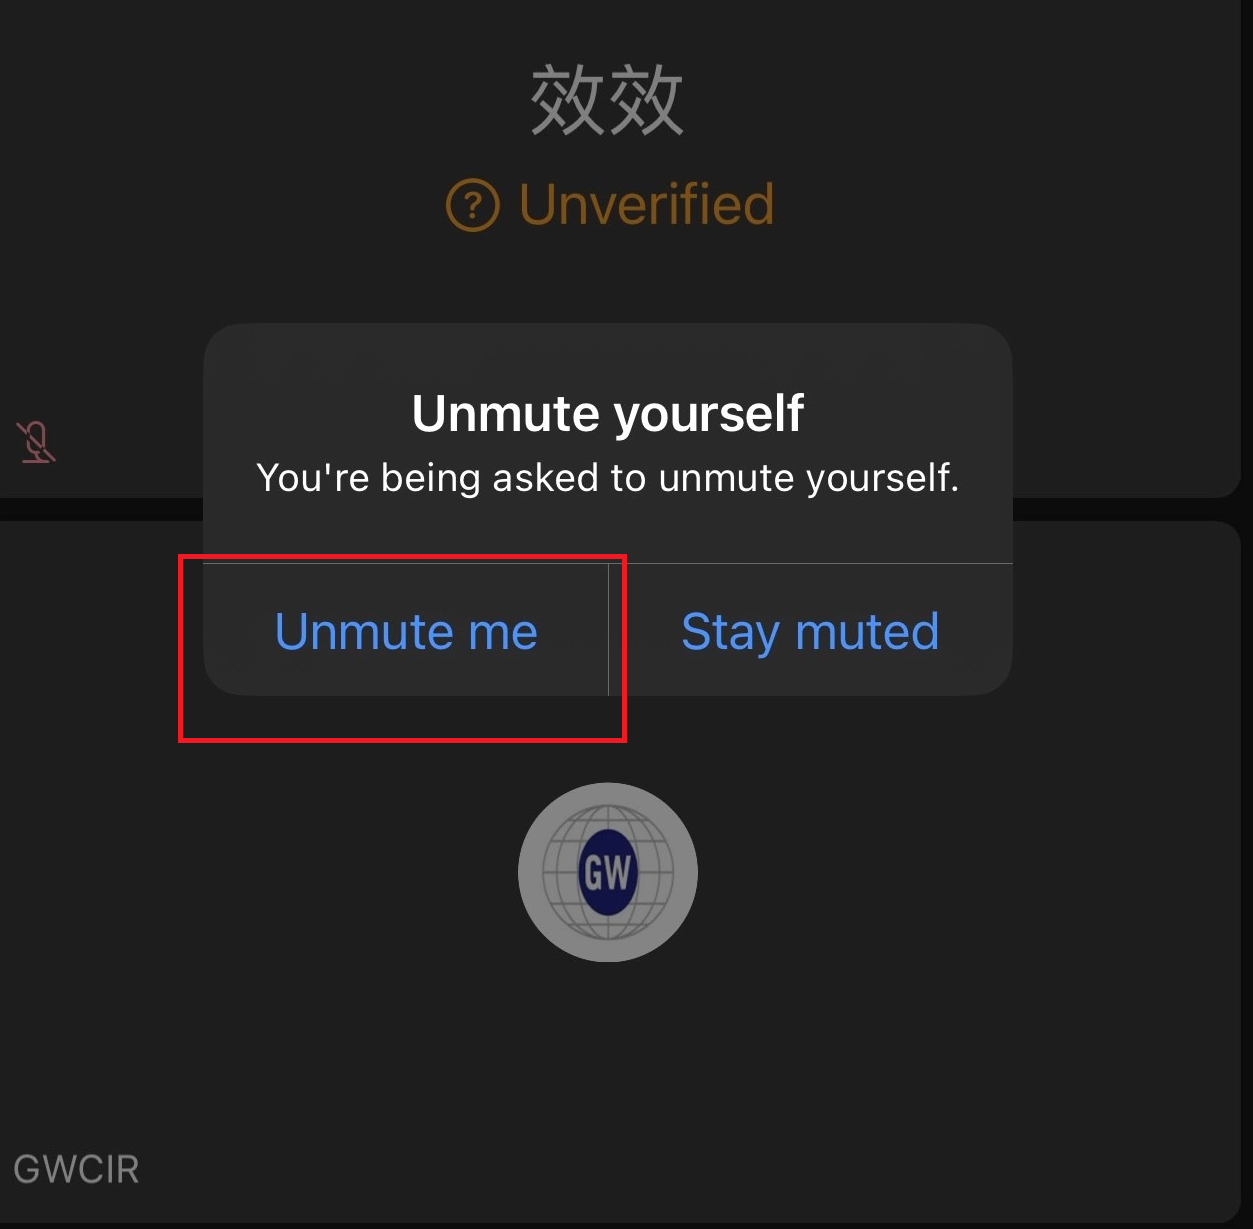 效效
? Unverified
Unmute yourself
You're being asked to unmute yourself.
Unmute me
Stay muted
GW
GWCIR